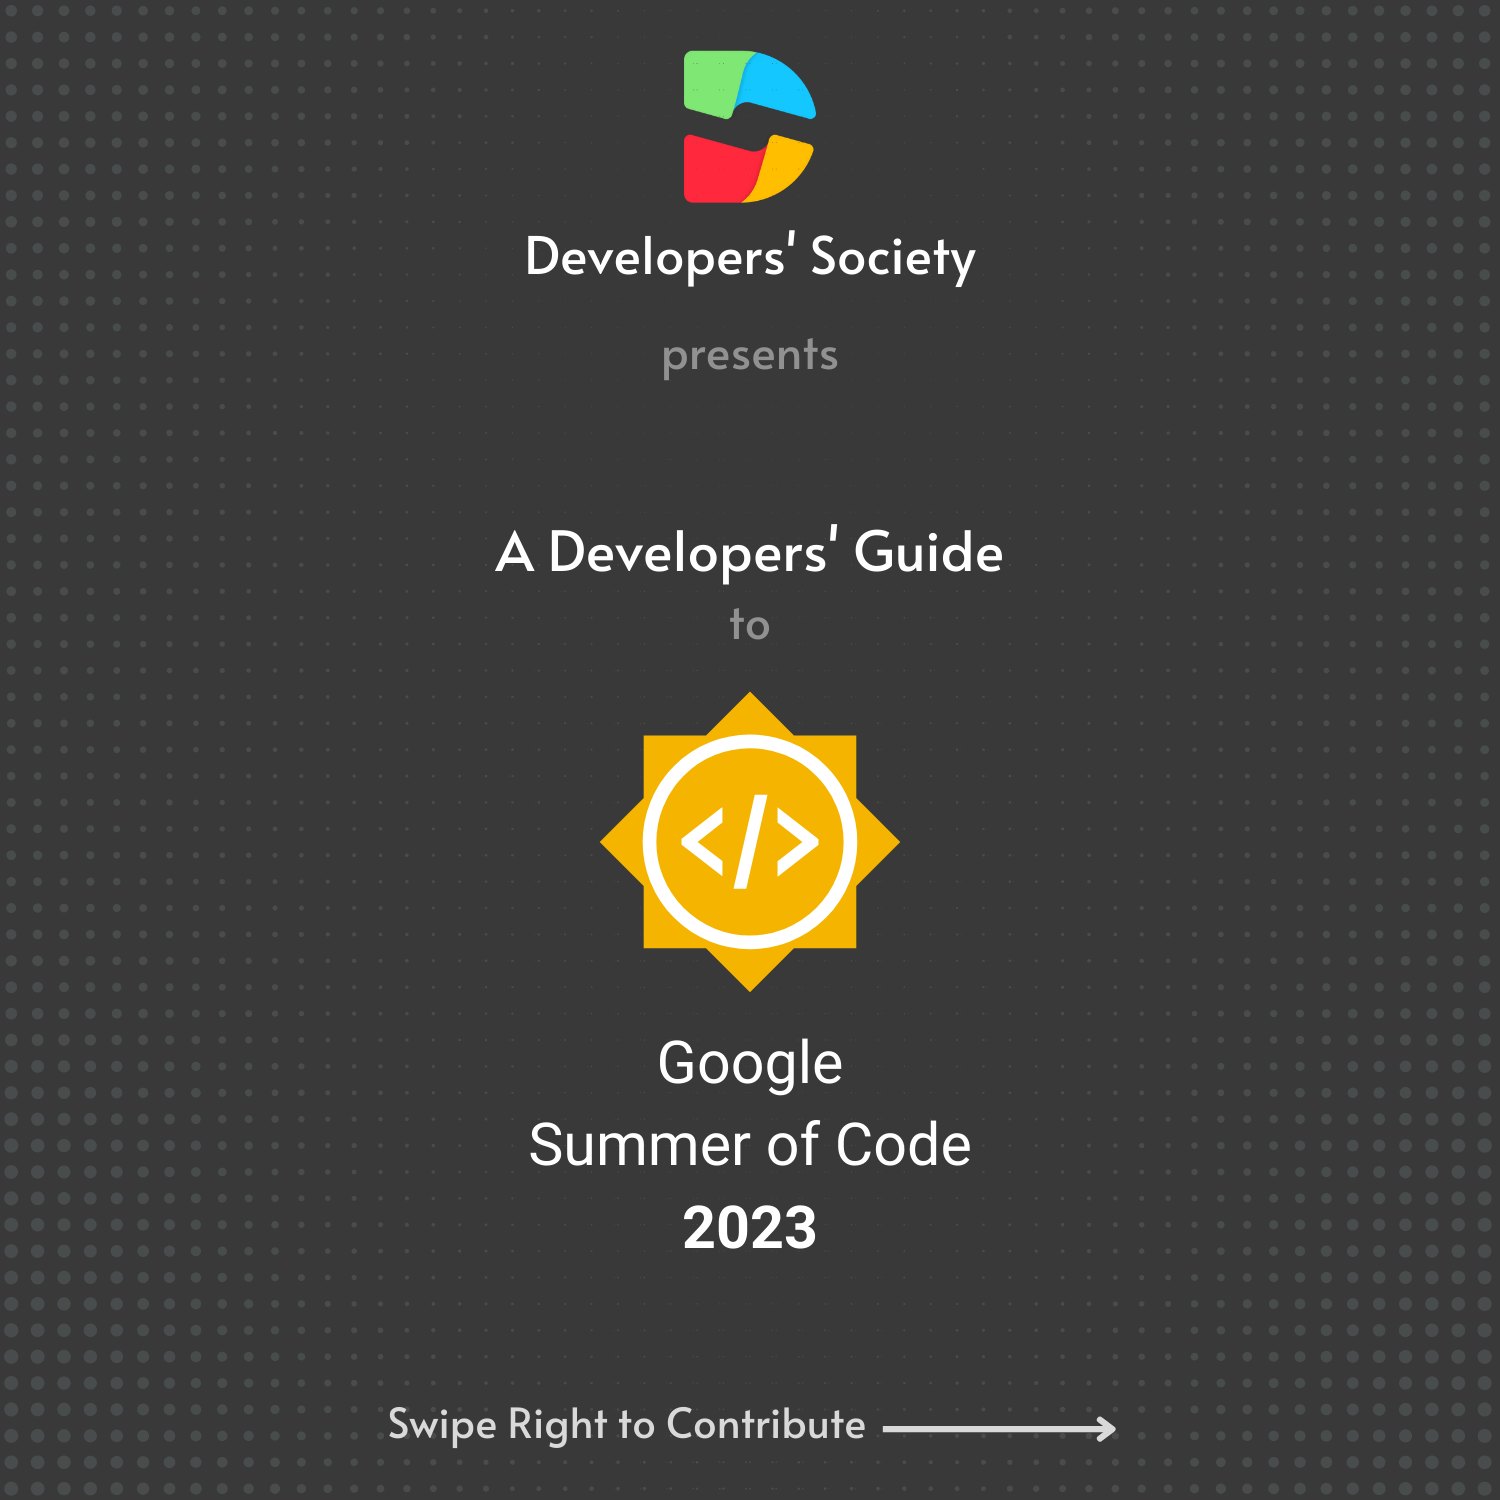 Developers' Society
presents
A Developers' Guide
to
</>
Google
Summer of Code
2023
Swipe Right to Contribute